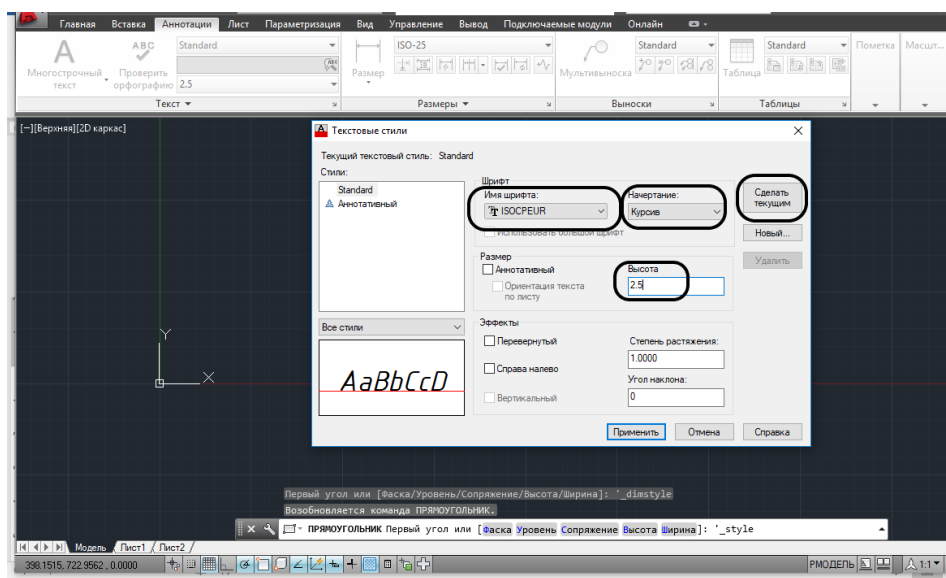 Главная Вставка Аннотации Лист Параметризация Вид Управление Вывод Подключаемые модули Онлайн
A ABC Standard ISO-25 Standard Standard Пометка Масшт...
Многострочный текст Проверить орфографию Размер Мультивыноска Таблица
2.5
Текст Размеры Выноски Таблицы
[−][Верхняя][2D каркас]
Текстовые стили
Текущий текстовый стиль: Standard
Стили:
Standard
Аннотативный
Шрифт
Имя шрифта: Начертание:
ISOCPEUR Курсив
Использовать большой шрифт
Сделать текущим
Новый...
Удалить
Размер
Аннотативный Высота
Ориентация текста по листу 2.5
Все стили
AaBbCcD
Эффекты
Перевернутый Степень растяжения:
1.0000
Справа налево Угол наклона:
Вертикальный 0
Применить Отмена Справка
Y
X
Первый угол или [Фаска/Уровень/Сопряжение/Высота/Ширина]: '_dimstyle
Возобновляется команда ПРЯМОУГОЛЬНИК.
ПРЯМОУГОЛЬНИК Первый угол или [Фаска Уровень Сопряжение Высота Ширина]: '_style
Модель Лист1 Лист2
398.1515, 722.9562 , 0.0000 РМОДЕЛЬ 1:1